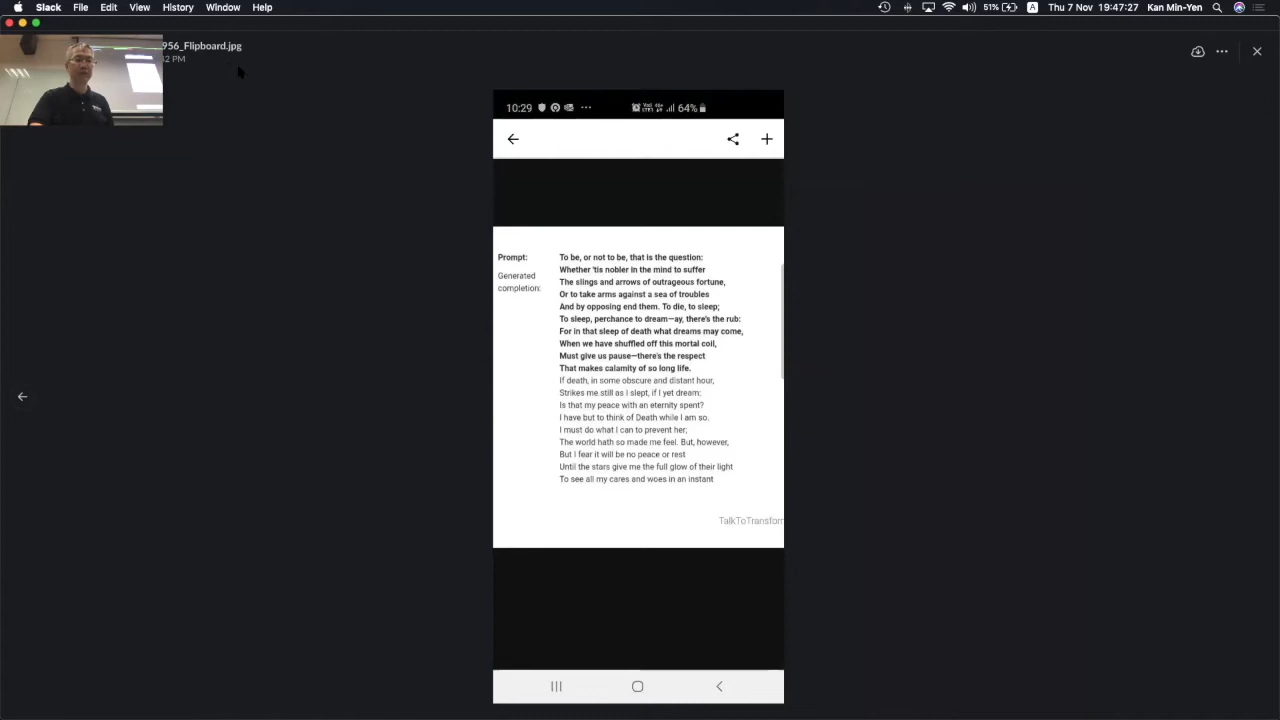 Slack File Edit View History Window Help 51% A Thu 7 Nov 19:47:27 Kan Min-Yen
956_Flipboard.jpg
32 PM
10:29 64%
Prompt: To be, or not to be, that is the question:
Whether 'tis nobler in the mind to suffer
Generated
completion:
The slings and arrows of outrageous fortune,
Or to take arms against a sea of troubles
And by opposing end them. To die, to sleep;
To sleep, perchance to dream—ay, there's the rub:
For in that sleep of death what dreams may come,
When we have shuffled off this mortal coil,
Must give us pause—there's the respect
That makes calamity of so long life.
If death, in some obscure and distant hour,
Strikes me still as I slept, if I yet dream:
Is that my peace with an eternity spent?
I have but to think of Death while I am so.
I must do what I can to prevent her;
The world hath so made me feel. But, however,
But I fear it will be no peace or rest
Until the stars give me the full glow of their light
To see all my cares and woes in an instant
TalkToTransfor